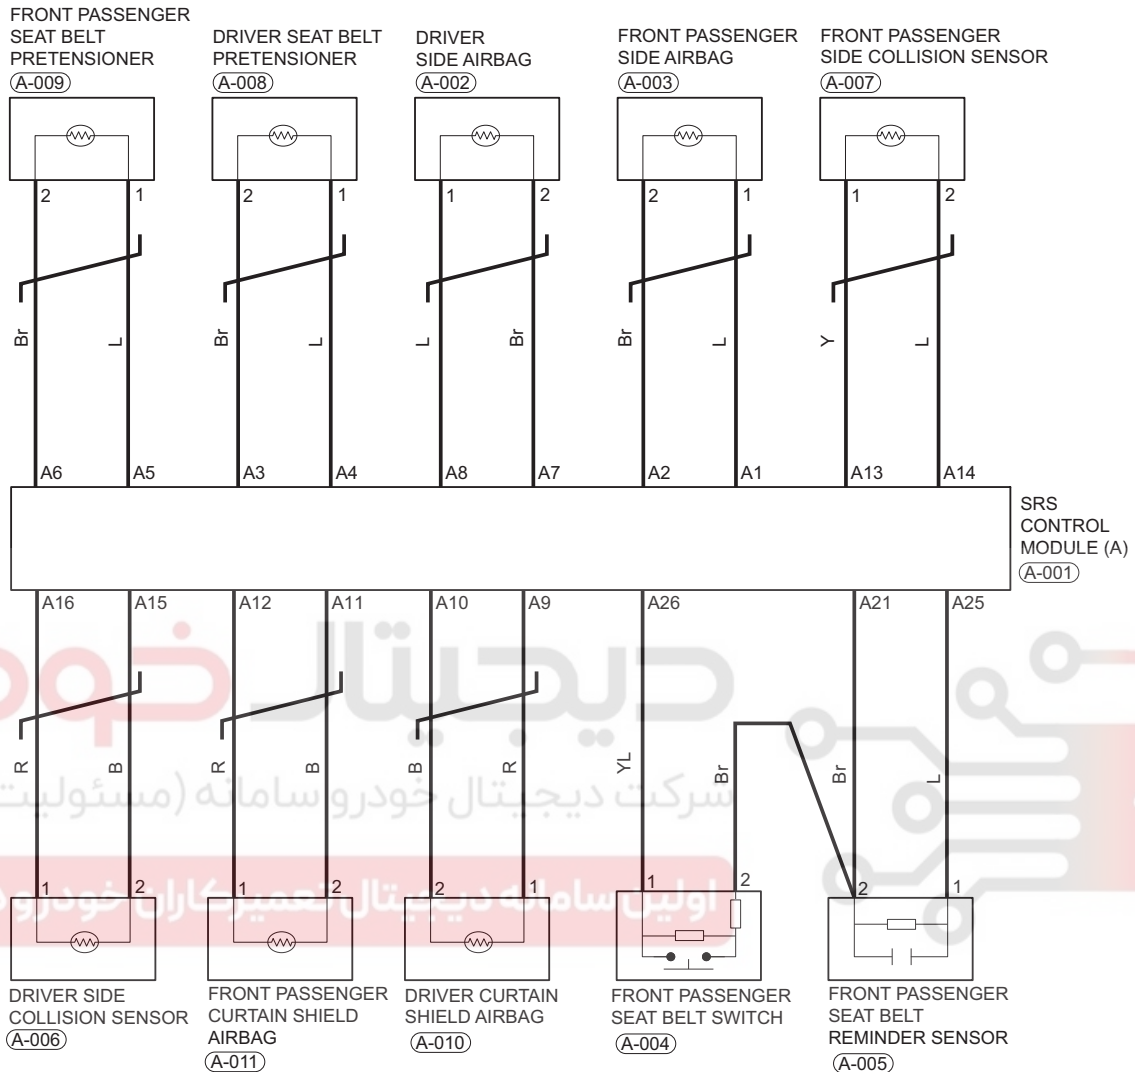 FRONT PASSENGER
SEAT BELT
PRETENSIONER
A-009
DRIVER SEAT BELT
PRETENSIONER
A-008
DRIVER
SIDE AIRBAG
A-002
FRONT PASSENGER
SIDE AIRBAG
A-003
FRONT PASSENGER
SIDE COLLISION SENSOR
A-007
2 1 2 1 1 2 2 1 1 2
Br L Br L L Br Br L Y L
A6 A5 A3 A4 A8 A7 A2 A1 A13 A14
SRS
CONTROL
MODULE (A)
A-001
A16 A15 A12 A11 A10 A9 A26 A21 A25
دیجیتال خودرو
R B R B B R YL Br Br L
شرکت دیجیتال خودرو سامانه (مسئولیت
اولین سامانه دیجیتال تعمیرکاران خودرو
1 2 1 2 2 1 1 2 2 1
DRIVER SIDE
COLLISION SENSOR
A-006
FRONT PASSENGER
CURTAIN SHIELD
AIRBAG
A-011
DRIVER CURTAIN
SHIELD AIRBAG
A-010
FRONT PASSENGER
SEAT BELT SWITCH
A-004
FRONT PASSENGER
SEAT BELT
REMINDER SENSOR
A-005